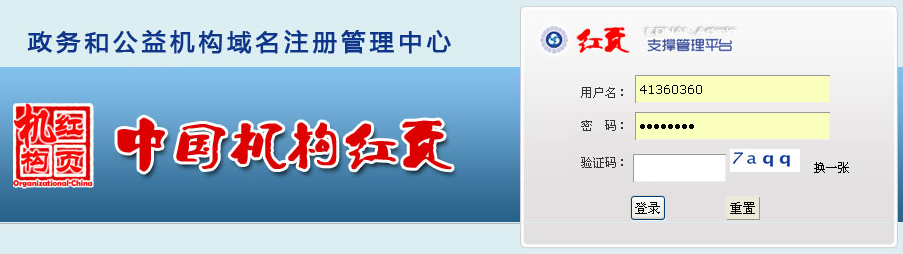 政务和公益机构域名注册管理中心
机构红页
Organizational·China
中国机构红页
红页
支撑管理平台
用户名： 41360360
密 码： ●●●●●●●●
验证码： 7aqq 换一张
登录 重置